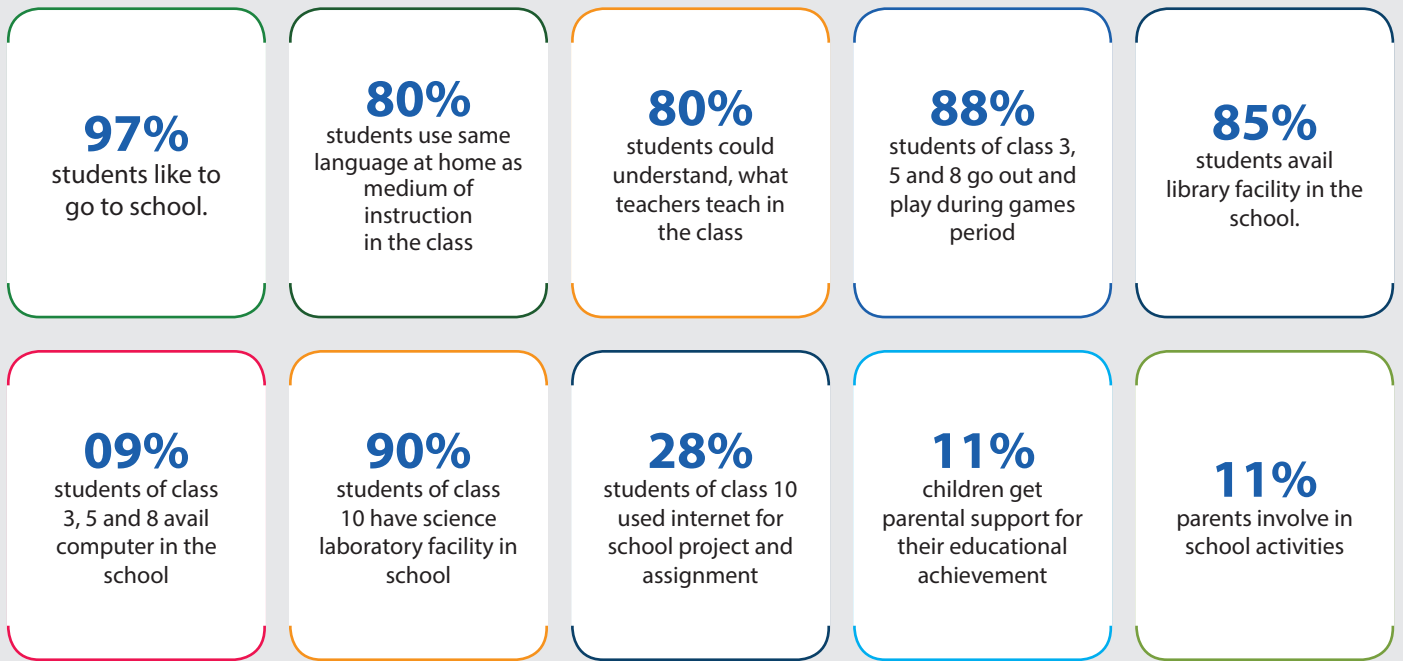 97%
students like to
go to school.
80%
students use same
language at home as
medium of
instruction
in the class
80%
students could
understand, what
teachers teach in
the class
88%
students of class 3,
5 and 8 go out and
play during games
period
85%
students avail
library facility in the
school.
09%
students of class
3, 5 and 8 avail
computer in the
school
90%
students of class
10 have science
laboratory facility in
school
28%
students of class 10
used internet for
school project and
assignment
11%
children get
parental support for
their educational
achievement
11%
parents involve in
school activities